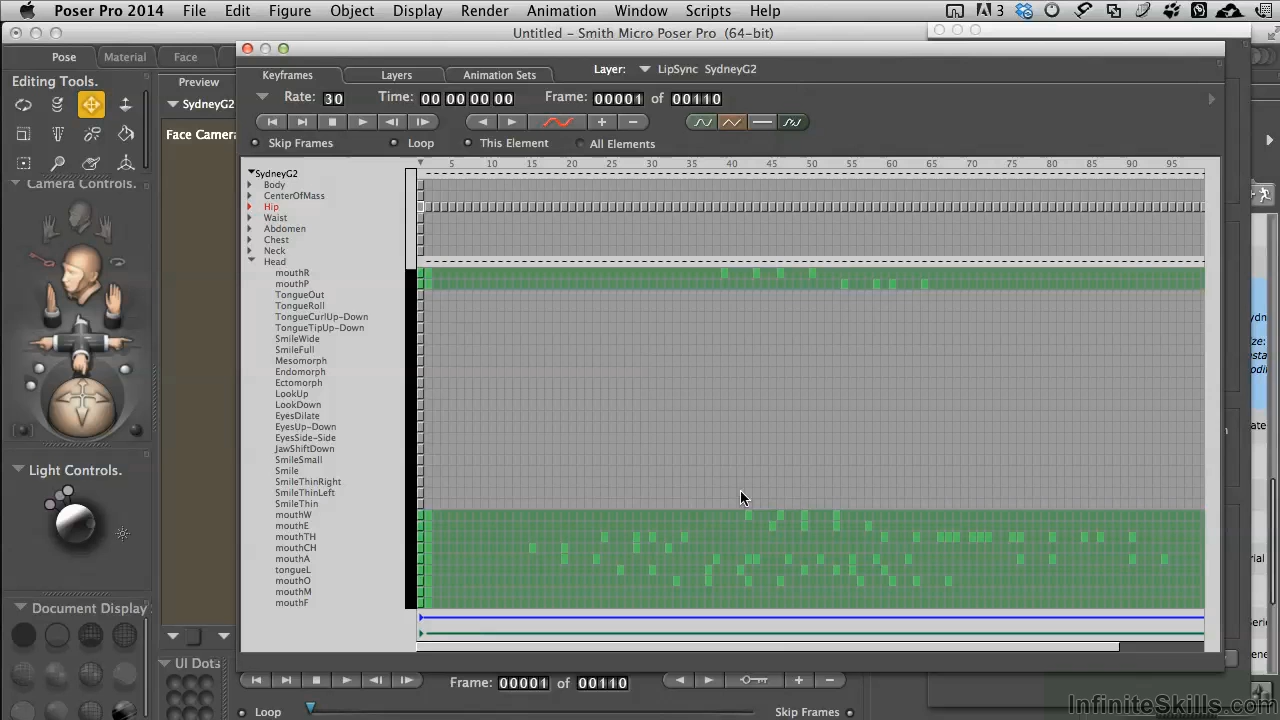 Poser Pro 2014 File Edit Figure Object Display Render Animation Window Scripts Help
3
Untitled - Smith Micro Poser Pro (64-bit)
Pose Material Face
Keyframes Layers Animation Sets Layer: LipSync SydneyG2
Editing Tools.
Preview
SydneyG2
Face Camera
Rate: 30 Time: 00 00 00 00 Frame: 00001 of 00110
Skip Frames Loop This Element All Elements
5 10 15 20 25 30 35 40 45 50 55 60 65 70 75 80 85 90 95
Camera Controls.
SydneyG2
Body
CenterOfMass
Hip
Waist
Abdomen
Chest
Neck
Head
mouthR
mouthP
TongueOut
TongueRoll
TongueCurlUp-Down
TongueTipUp-Down
SmileWide
SmileFull
Mesomorph
Endomorph
Ectomorph
LookUp
LookDown
EyesDilate
EyesUp-Down
EyesSide-Side
JawShiftDown
SmileSmall
Smile
SmileThinRight
SmileThinLeft
SmileThin
mouthW
mouthE
mouthTH
mouthCH
mouthA
tongueL
mouthO
mouthM
mouthF
Light Controls.
Document Display
UI Dots
Frame: 00001 of 00110
Loop Skip Frames
InfiniteSkills.com